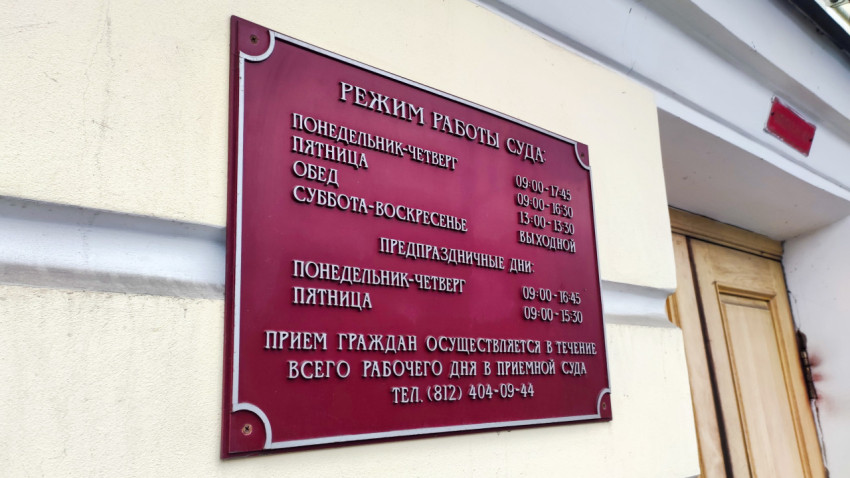 РЕЖИМ РАБОТЫ СУДА:
ПОНЕДЕЛЬНИК-ЧЕТВЕРГ 09:00-17:45
ПЯТНИЦА 09:00-16:30
ОБЕД 13:00-13:30
СУББОТА-ВОСКРЕСЕНЬЕ ВЫХОДНОЙ
ПРЕДПРАЗДНИЧНЫЕ ДНИ:
ПОНЕДЕЛЬНИК-ЧЕТВЕРГ 09:00-16:45
ПЯТНИЦА 09:00-15:30
ПРИЕМ ГРАЖДАН ОСУЩЕСТВЛЯЕТСЯ В ТЕЧЕНИЕ
ВСЕГО РАБОЧЕГО ДНЯ В ПРИЕМНОЙ СУДА
ТЕЛ. (812) 404-09-44